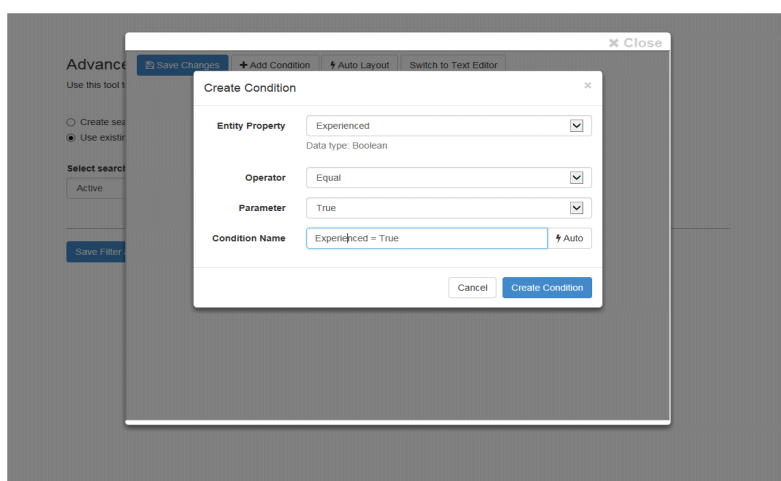 ✖ Close
Advance
Save Changes
+ Add Condition
Auto Layout
Switch to Text Editor
Use this tool t
Create Condition
×
Create sea
Use existin
Entity Property
Experienced
Data type: Boolean
Select search
Active
Operator
Equal
Parameter
True
Condition Name
Experienced = True
Auto
Save Filter
Cancel
Create Condition